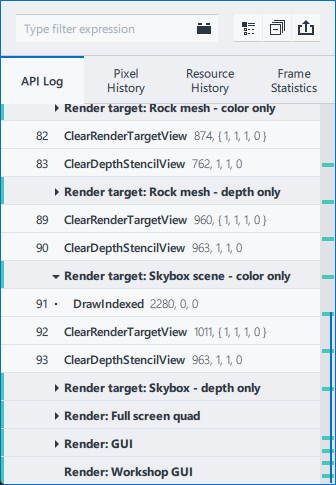 Type filter expression
API Log
Pixel History
Resource History
Frame Statistics
Render target: Rock mesh - color only
82 ClearRenderTargetView 874, { 1, 1, 1, 0 }
83 ClearDepthStencilView 762, 1, 1, 0
Render target: Rock mesh - depth only
89 ClearRenderTargetView 960, { 1, 1, 1, 0 }
90 ClearDepthStencilView 963, 1, 1, 0
Render target: Skybox scene - color only
91 · DrawIndexed 2280, 0, 0
92 ClearRenderTargetView 1011, { 1, 1, 1, 0 }
93 ClearDepthStencilView 963, 1, 1, 0
Render target: Skybox - depth only
Render: Full screen quad
Render: GUI
Render: Workshop GUI